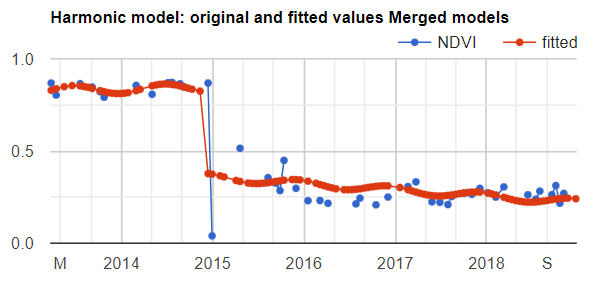 Harmonic model: original and fitted values Merged models
NDVI fitted
1.0
0.5
0.0
M 2014 2015 2016 2017 2018 S